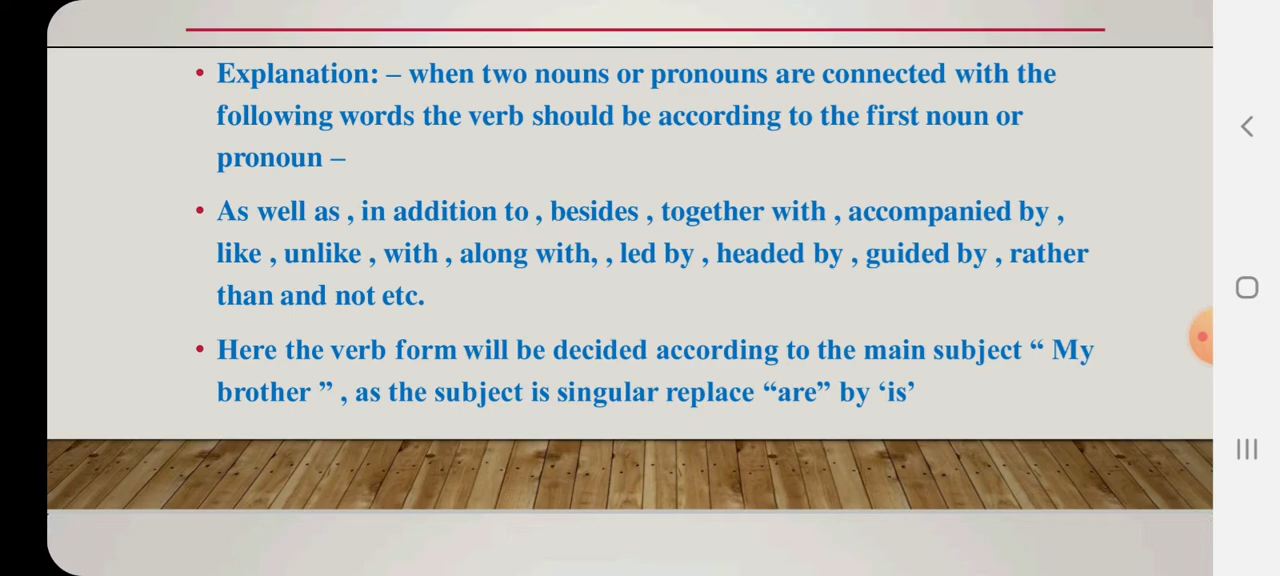 • Explanation: – when two nouns or pronouns are connected with the
following words the verb should be according to the first noun or
pronoun –
• As well as , in addition to , besides , together with , accompanied by ,
like , unlike , with , along with, , led by , headed by , guided by , rather
than and not etc.
• Here the verb form will be decided according to the main subject “ My
brother ” , as the subject is singular replace “are” by ‘is’